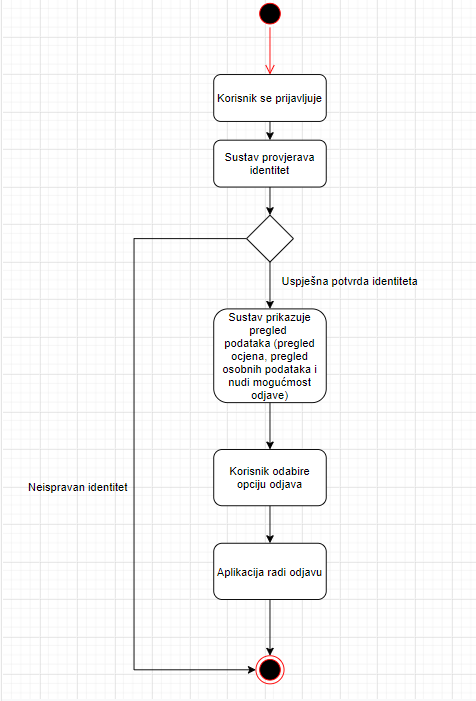 Korisnik se prijavljuje
Sustav provjerava
identitet
Uspješna potvrda identiteta
Sustav prikazuje
pregled
podataka (pregled
ocjena, pregled
osobnih podataka i
nudi mogućmost
odjave)
Neispravan identitet
Korisnik odabire
opciju odjava
Aplikacija radi odjavu